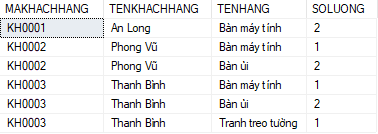 MAKHACHHANG TENKHACHHANG TENHANG SOLUONG
KH0001 An Long Bàn máy tính 2
KH0002 Phong Vũ Bàn máy tính 1
KH0002 Phong Vũ Bàn ủi 2
KH0003 Thanh Bình Bàn máy tính 1
KH0003 Thanh Bình Bàn ủi 2
KH0003 Thanh Bình Tranh treo tường 1